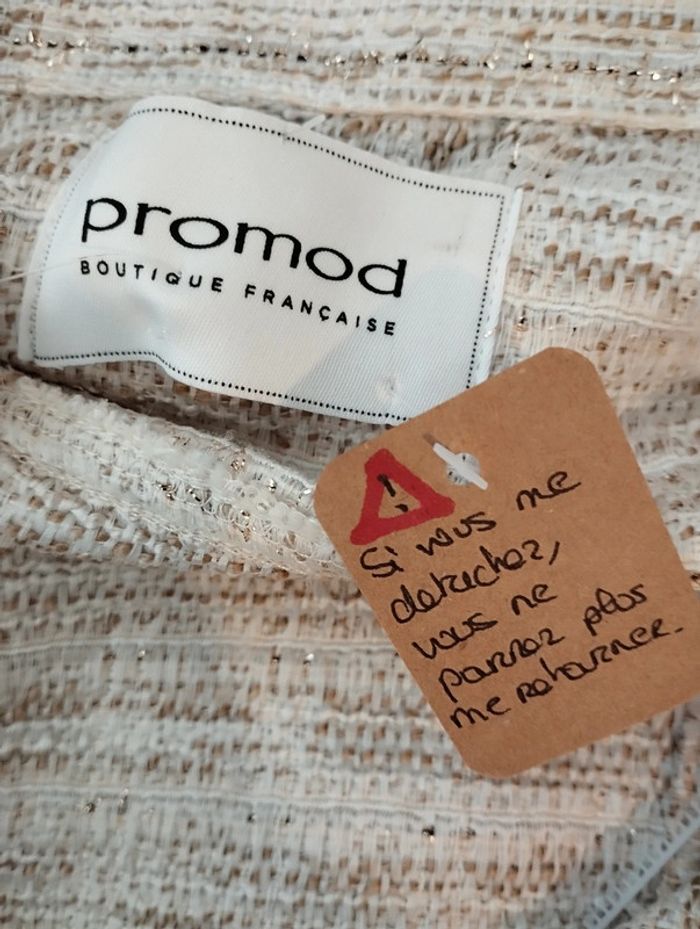 promod
BOUTIQUE FRANÇAISE
!
Si vous me
detachez,
vous ne
pourrez plus
me retourner.